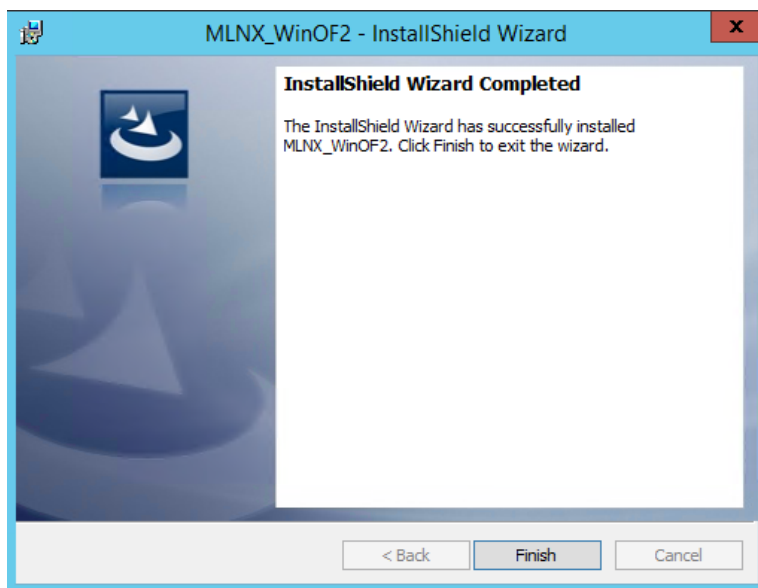 MLNX_WinOF2 - InstallShield Wizard
x
InstallShield Wizard Completed
The InstallShield Wizard has successfully installed
MLNX_WinOF2. Click Finish to exit the wizard.
< Back
Finish
Cancel